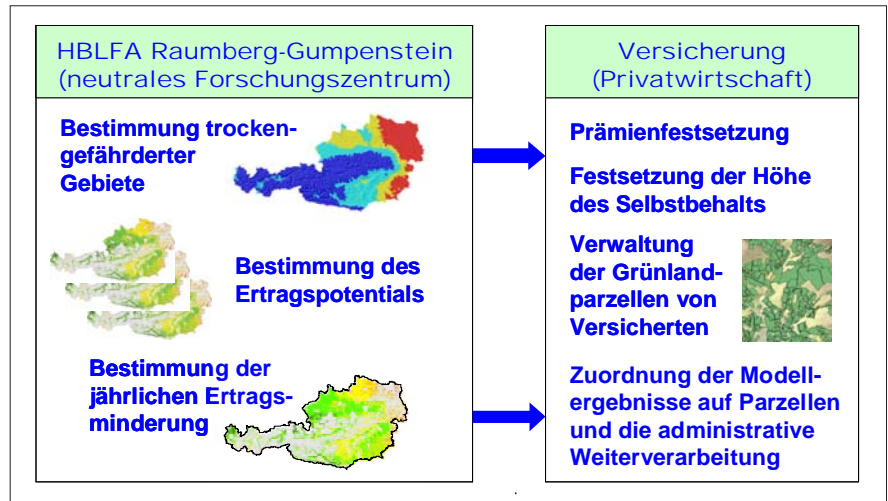 HBLFA Raumberg-Gumpenstein
(neutrales Forschungszentrum)
Bestimmung trocken-
gefährderter
Gebiete
Bestimmung des
Ertragspotentials
Bestimmung der
jährlichen Ertrags-
minderung
Versicherung
(Privatwirtschaft)
Prämienfestsetzung
Festsetzung der Höhe
des Selbstbehalts
Verwaltung
der Grünland-
parzellen von
Versicherten
Zuordnung der Modell-
ergebnisse auf Parzellen
und die administrative
Weiterverarbeitung